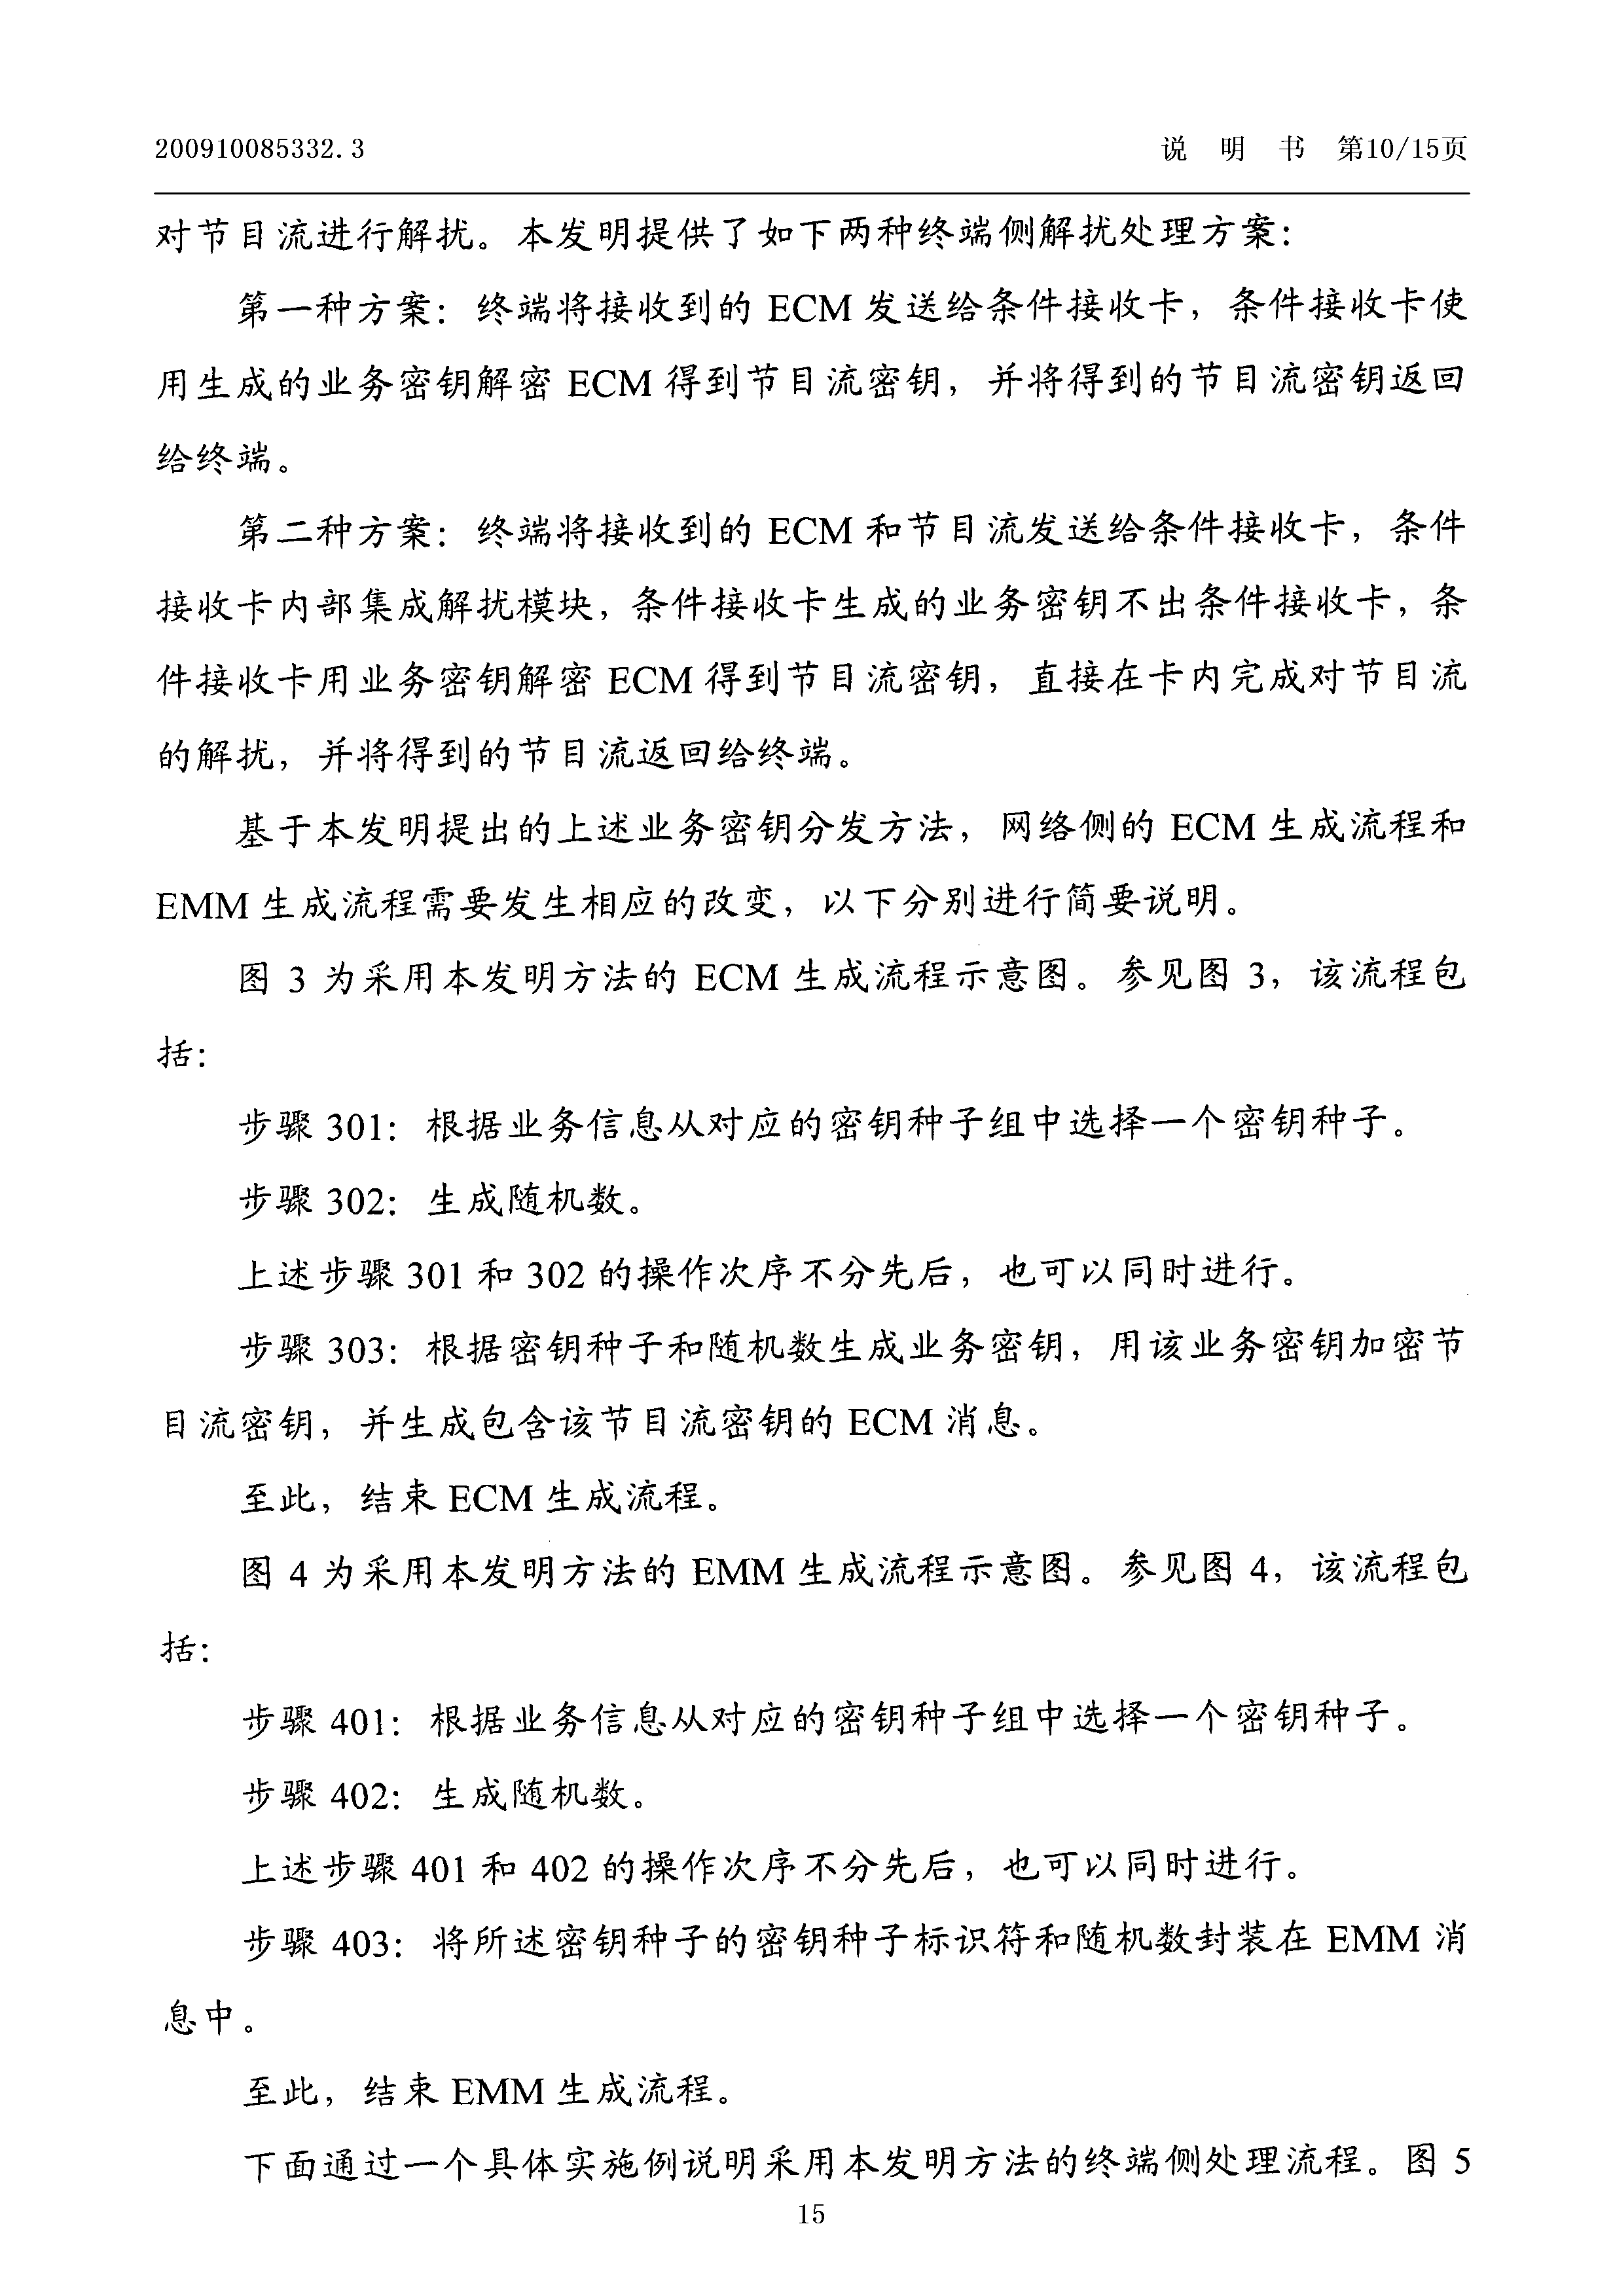 200910085332.3 说 明 书 第10/15页
对节目流进行解扰。本发明提供了如下两种终端侧解扰处理方案：
第一种方案：终端将接收到的 ECM 发送给条件接收卡，条件接收卡使
用生成的业务密钥解密 ECM 得到节目流密钥，并将得到的节目流密钥返回
给终端。
第二种方案：终端将接收到的 ECM 和节目流发送给条件接收卡，条件
接收卡内部集成解扰模块，条件接收卡生成的业务密钥不出条件接收卡，条
件接收卡用业务密钥解密 ECM 得到节目流密钥，直接在卡内完成对节目流
的解扰，并将得到的节目流返回给终端。
基于本发明提出的上述业务密钥分发方法，网络侧的 ECM 生成流程和
EMM 生成流程需要发生相应的改变，以下分别进行简要说明。
图 3 为采用本发明方法的 ECM 生成流程示意图。参见图 3，该流程包
括：
步骤 301：根据业务信息从对应的密钥种子组中选择一个密钥种子。
步骤 302：生成随机数。
上述步骤 301 和 302 的操作次序不分先后，也可以同时进行。
步骤 303：根据密钥种子和随机数生成业务密钥，用该业务密钥加密节
目流密钥，并生成包含该节目流密钥的 ECM 消息。
至此，结束 ECM 生成流程。
图 4 为采用本发明方法的 EMM 生成流程示意图。参见图 4，该流程包
括：
步骤 401：根据业务信息从对应的密钥种子组中选择一个密钥种子。
步骤 402：生成随机数。
上述步骤 401 和 402 的操作次序不分先后，也可以同时进行。
步骤 403：将所述密钥种子的密钥种子标识符和随机数封装在 EMM 消
息中。
至此，结束 EMM 生成流程。
下面通过一个具体实施例说明采用本发明方法的终端侧处理流程。图 5
15